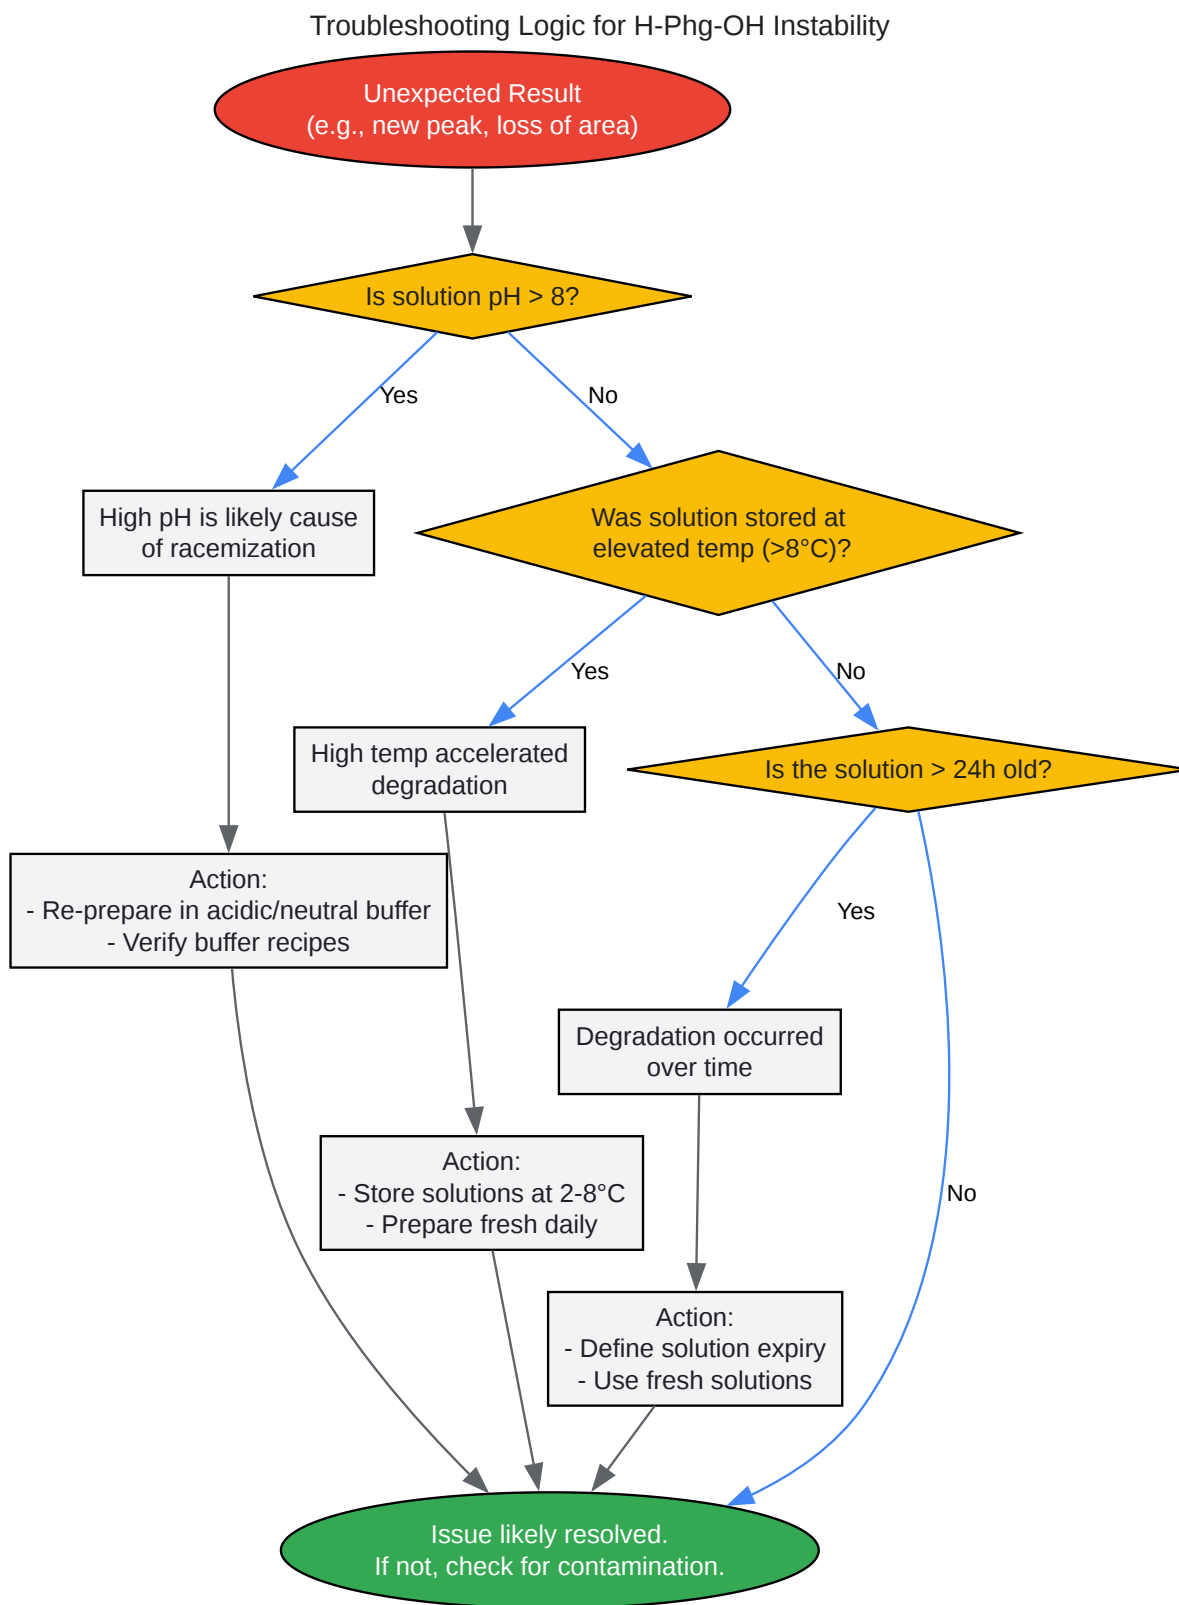 Troubleshooting Logic for H-Phg-OH Instability
Unexpected Result
(e.g., new peak, loss of area)
Is solution pH > 8?
Yes
No
High pH is likely cause
of racemization
Was solution stored at
elevated temp (>8°C)?
Yes
No
High temp accelerated
degradation
Is the solution > 24h old?
Action:
- Re-prepare in acidic/neutral buffer
- Verify buffer recipes
Yes
Degradation occurred
over time
Action:
- Store solutions at 2-8°C
- Prepare fresh daily
No
Action:
- Define solution expiry
- Use fresh solutions
Issue likely resolved.
If not, check for contamination.